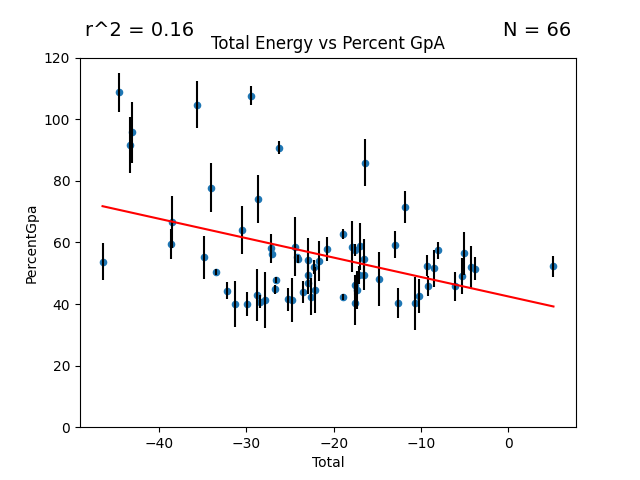 r^2 = 0.16
N = 66
Total Energy vs Percent GpA
120
100
80
60
40
20
0
PercentGpa
−40
−30
−20
−10
0
Total